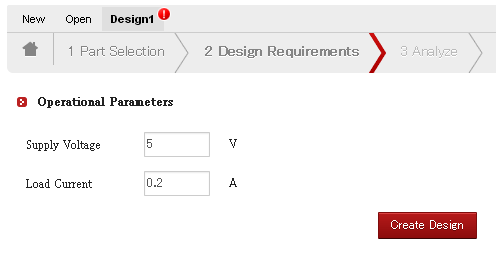 New Open Design1
1 Part Selection 2 Design Requirements 3 Analyze
Operational Parameters
Supply Voltage 5 V
Load Current 0.2 A
Create Design